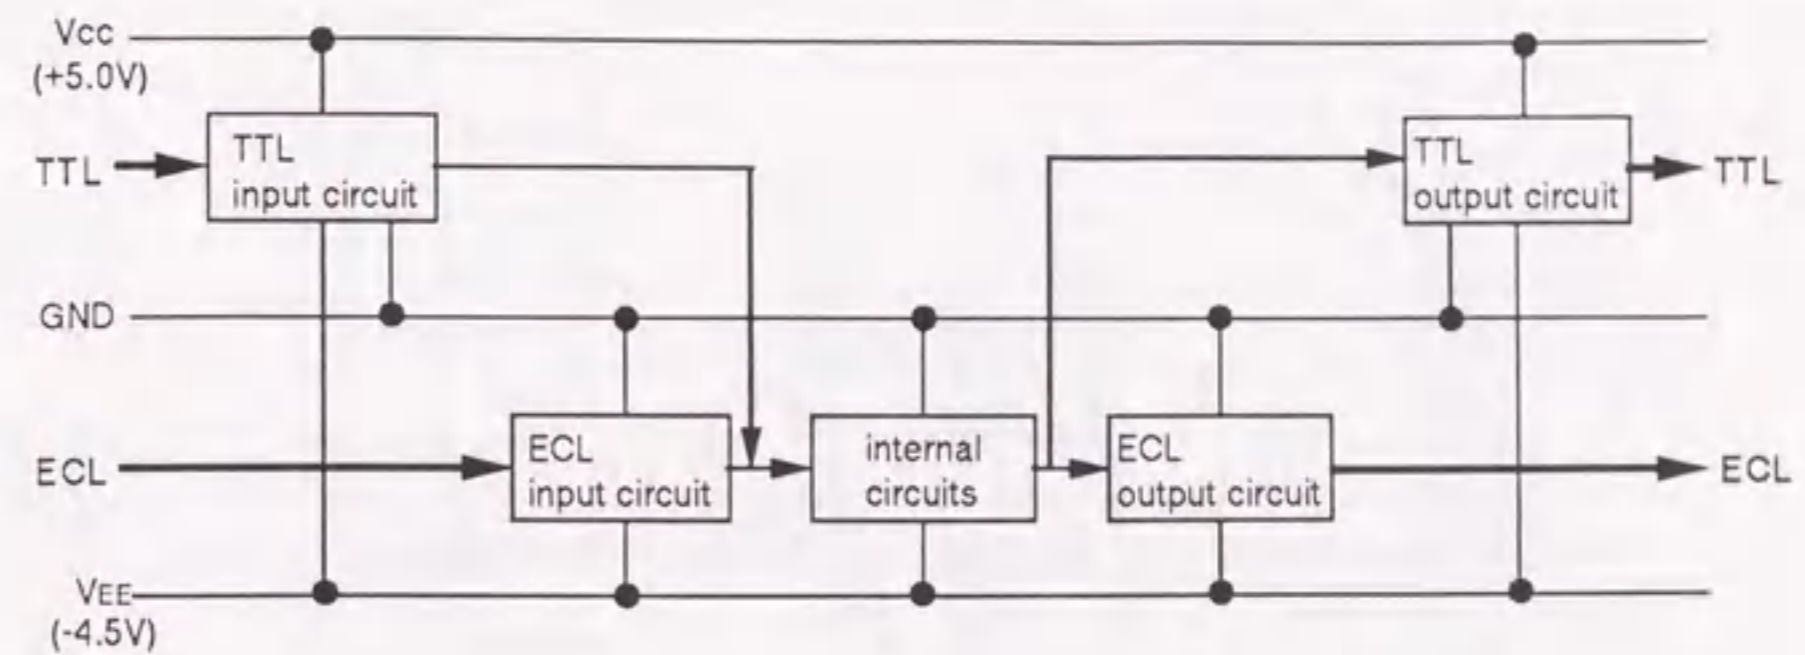 Vcc
(+5.0V)
TTL
TTL
input circuit
TTL
output circuit
TTL
GND
ECL
ECL
input circuit
internal
circuits
ECL
output circuit
ECL
VEE
(-4.5V)